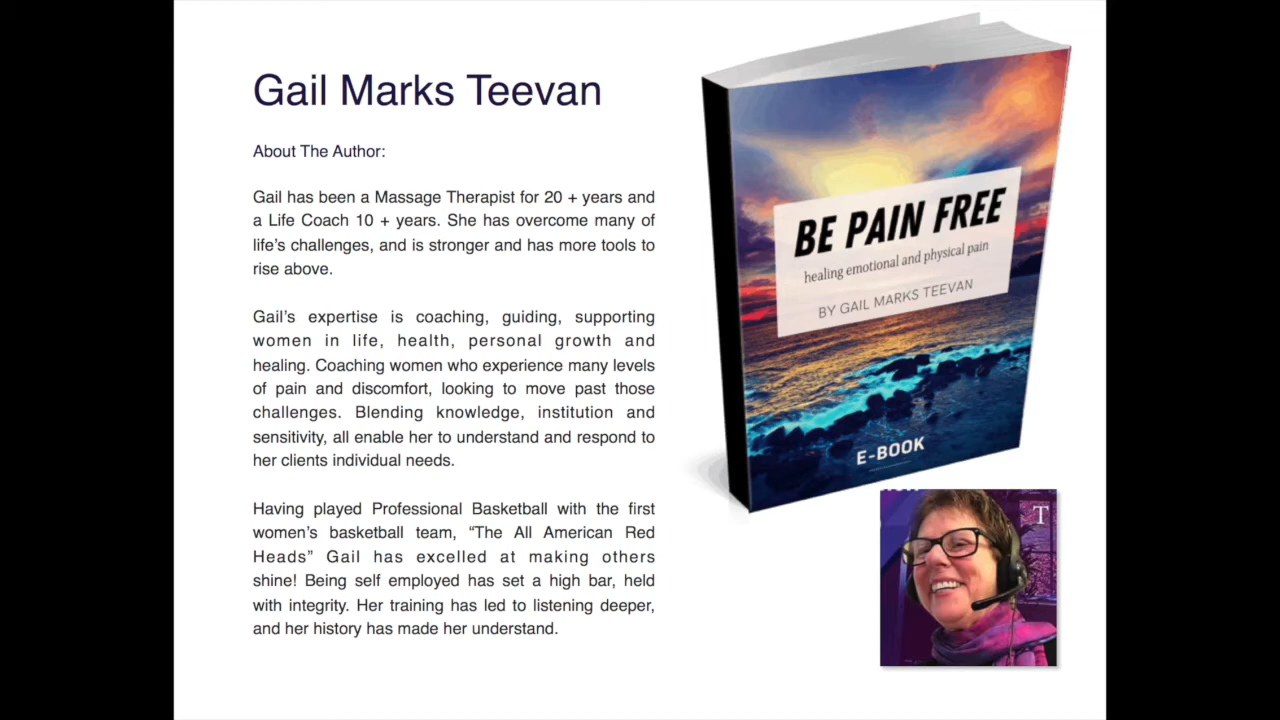 Gail Marks Teevan
About The Author:
Gail has been a Massage Therapist for 20 + years and
a Life Coach 10 + years. She has overcome many of
life’s challenges, and is stronger and has more tools to
rise above.
Gail’s expertise is coaching, guiding, supporting
women in life, health, personal growth and
healing. Coaching women who experience many levels
of pain and discomfort, looking to move past those
challenges. Blending knowledge, institution and
sensitivity, all enable her to understand and respond to
her clients individual needs.
Having played Professional Basketball with the first
women’s basketball team, “The All American Red
Heads” Gail has excelled at making others
shine! Being self employed has set a high bar, held
with integrity. Her training has led to listening deeper,
and her history has made her understand.
BE PAIN FREE
healing emotional and physical pain
BY GAIL MARKS TEEVAN
E-BOOK
T